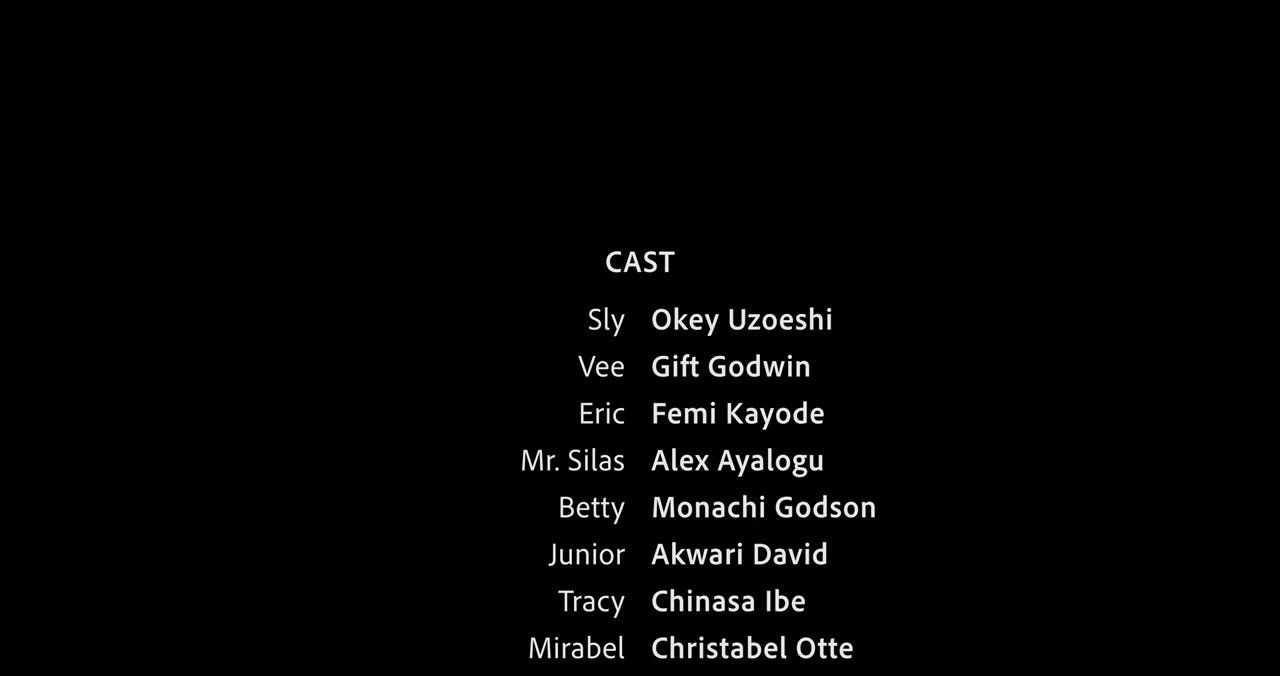 CAST
Sly Okey Uzoeshi
Vee Gift Godwin
Eric Femi Kayode
Mr. Silas Alex Ayalogu
Betty Monachi Godson
Junior Akwari David
Tracy Chinasa Ibe
Mirabel Christabel Otte